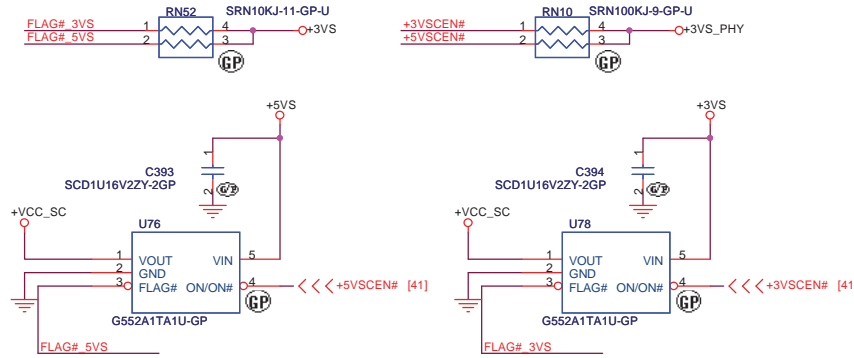 RN52 SRN10KJ-11-GP-U
FLAG#_3VS 1 4 +3VS
FLAG#_5VS 2 3
GP
RN10 SRN100KJ-9-GP-U
+3VSCEN# 1 4 +3VS_PHY
+5VSCEN# 2 3
GP
+5VS
1
C393
SCD1U16V2ZY-2GP
2 G/P
+VCC_SC
U76
1 VOUT VIN 5
2 GND
3 FLAG# ON/ON# 4 +5VSCEN# [41]
GP
G552A1TA1U-GP
FLAG#_5VS
+3VS
1
C394
SCD1U16V2ZY-2GP
2 G/P
+VCC_SC
U78
1 VOUT VIN 5
2 GND
3 FLAG# ON/ON# 4 +3VSCEN# [41
GP
G552A1TA1U-GP
FLAG#_3VS